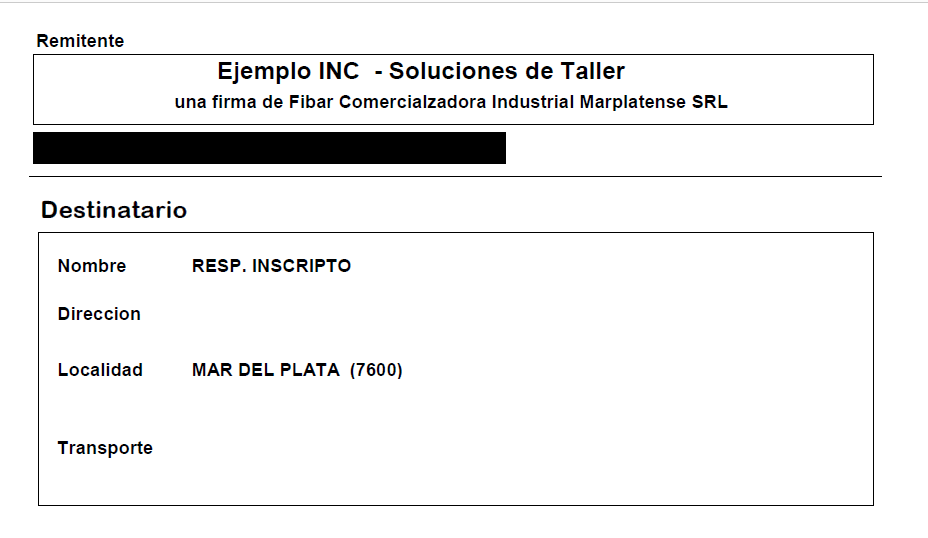 Remitente
Ejemplo INC - Soluciones de Taller
una firma de Fibar Comercialzadora Industrial Marplatense SRL
Destinatario
Nombre RESP. INSCRIPTO
Direccion
Localidad MAR DEL PLATA (7600)
Transporte